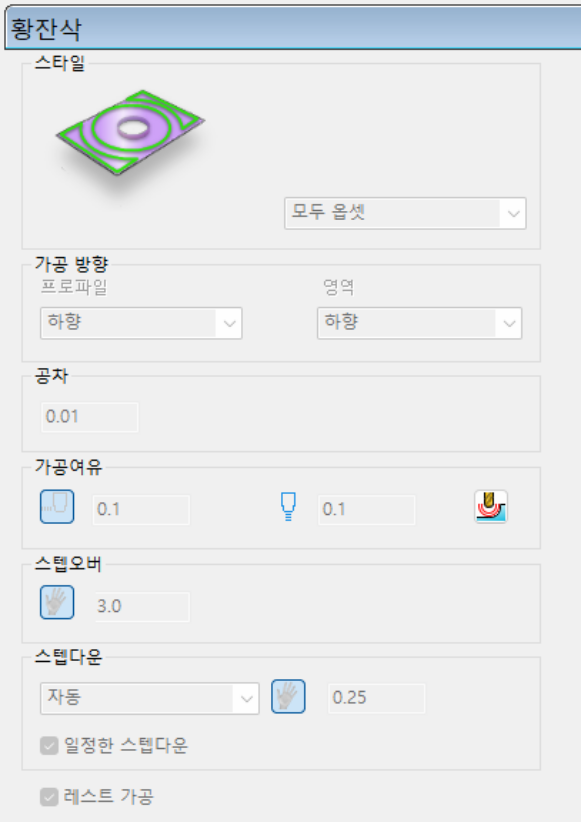 황잔삭
스타일
모두 옵셋
가공 방향
프로파일 영역
하향 하향
공차
0.01
가공여유
0.1 0.1
스텝오버
3.0
스텝다운
자동 0.25
일정한 스텝다운
레스트 가공